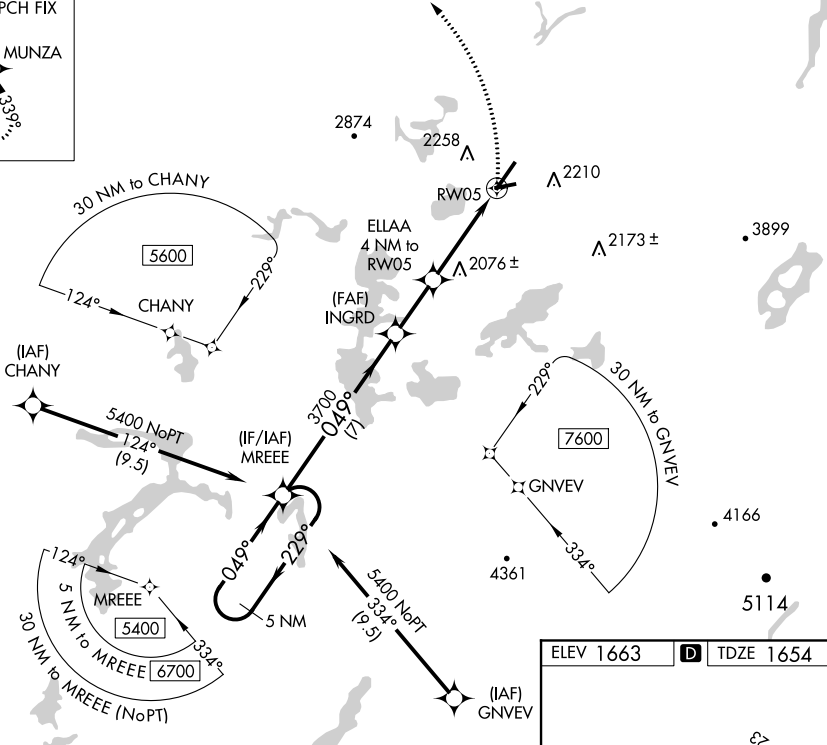 PCH FIX
MUNZA
339°
2874
2258
2210
RW05
30 NM to CHANY
5600
124°
229°
CHANY
ELLAA
4 NM to
RW05
2076 ±
2173 ±
3899
(FAF)
INGRD
(IAF)
CHANY
5400 NoPT
124°
(9.5)
3700
049°
(7)
(IF/IAF)
MREEE
229°
30 NM to GNVEV
7600
GNVEV
334°
4166
4361
5114
049°
229°
5 NM
124°
MREEE
5400
334°
5 NM to MREEE
6700
30 NM to MREEE (NoPT)
5400 NoPT
334°
(9.5)
(IAF)
GNVEV
ELEV 1663
D
TDZE 1654
23